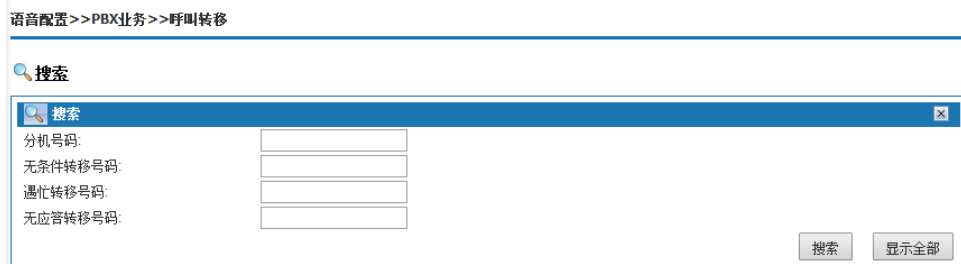 语音配置>>PBX业务>>呼叫转移
搜索
搜索
分机号码:
无条件转移号码:
遇忙转移号码:
无应答转移号码:
搜索 显示全部